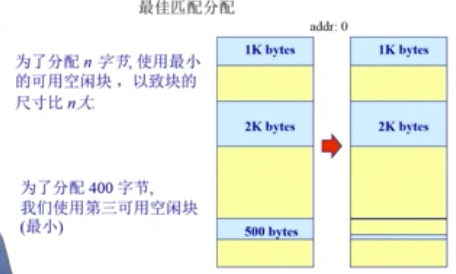 最佳匹配分配
addr: 0
为了分配 n 字节, 使用最小
的可用空闲块，以致块的
尺寸比 n大:
1K bytes
2K bytes
500 bytes
1K bytes
2K bytes
为了分配 400 字节,
我们使用第三可用空闲块
(最小)